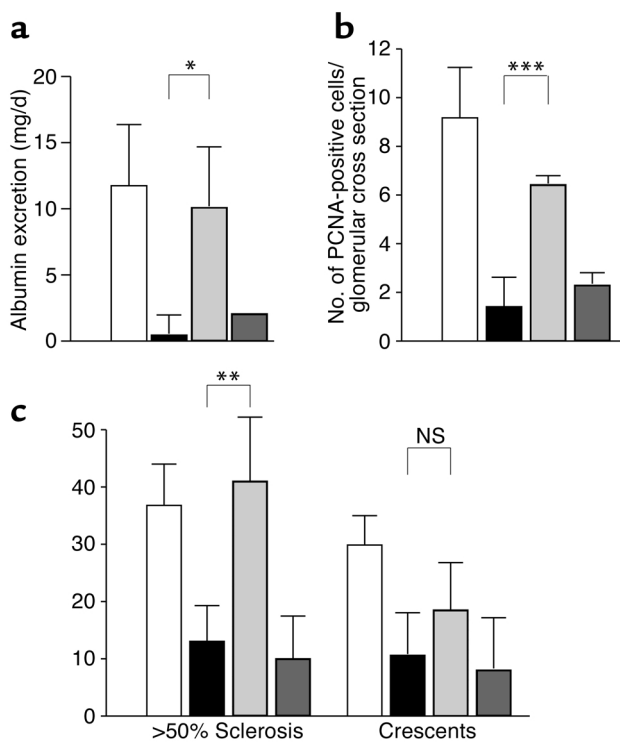 a
Albumin excretion (mg/d)
20
15
10
5
0
*
b
No. of PCNA-positive cells/
glomerular cross section
12
10
8
6
4
2
0
***
c
50
40
30
20
10
0
**
NS
>50% Sclerosis
Crescents